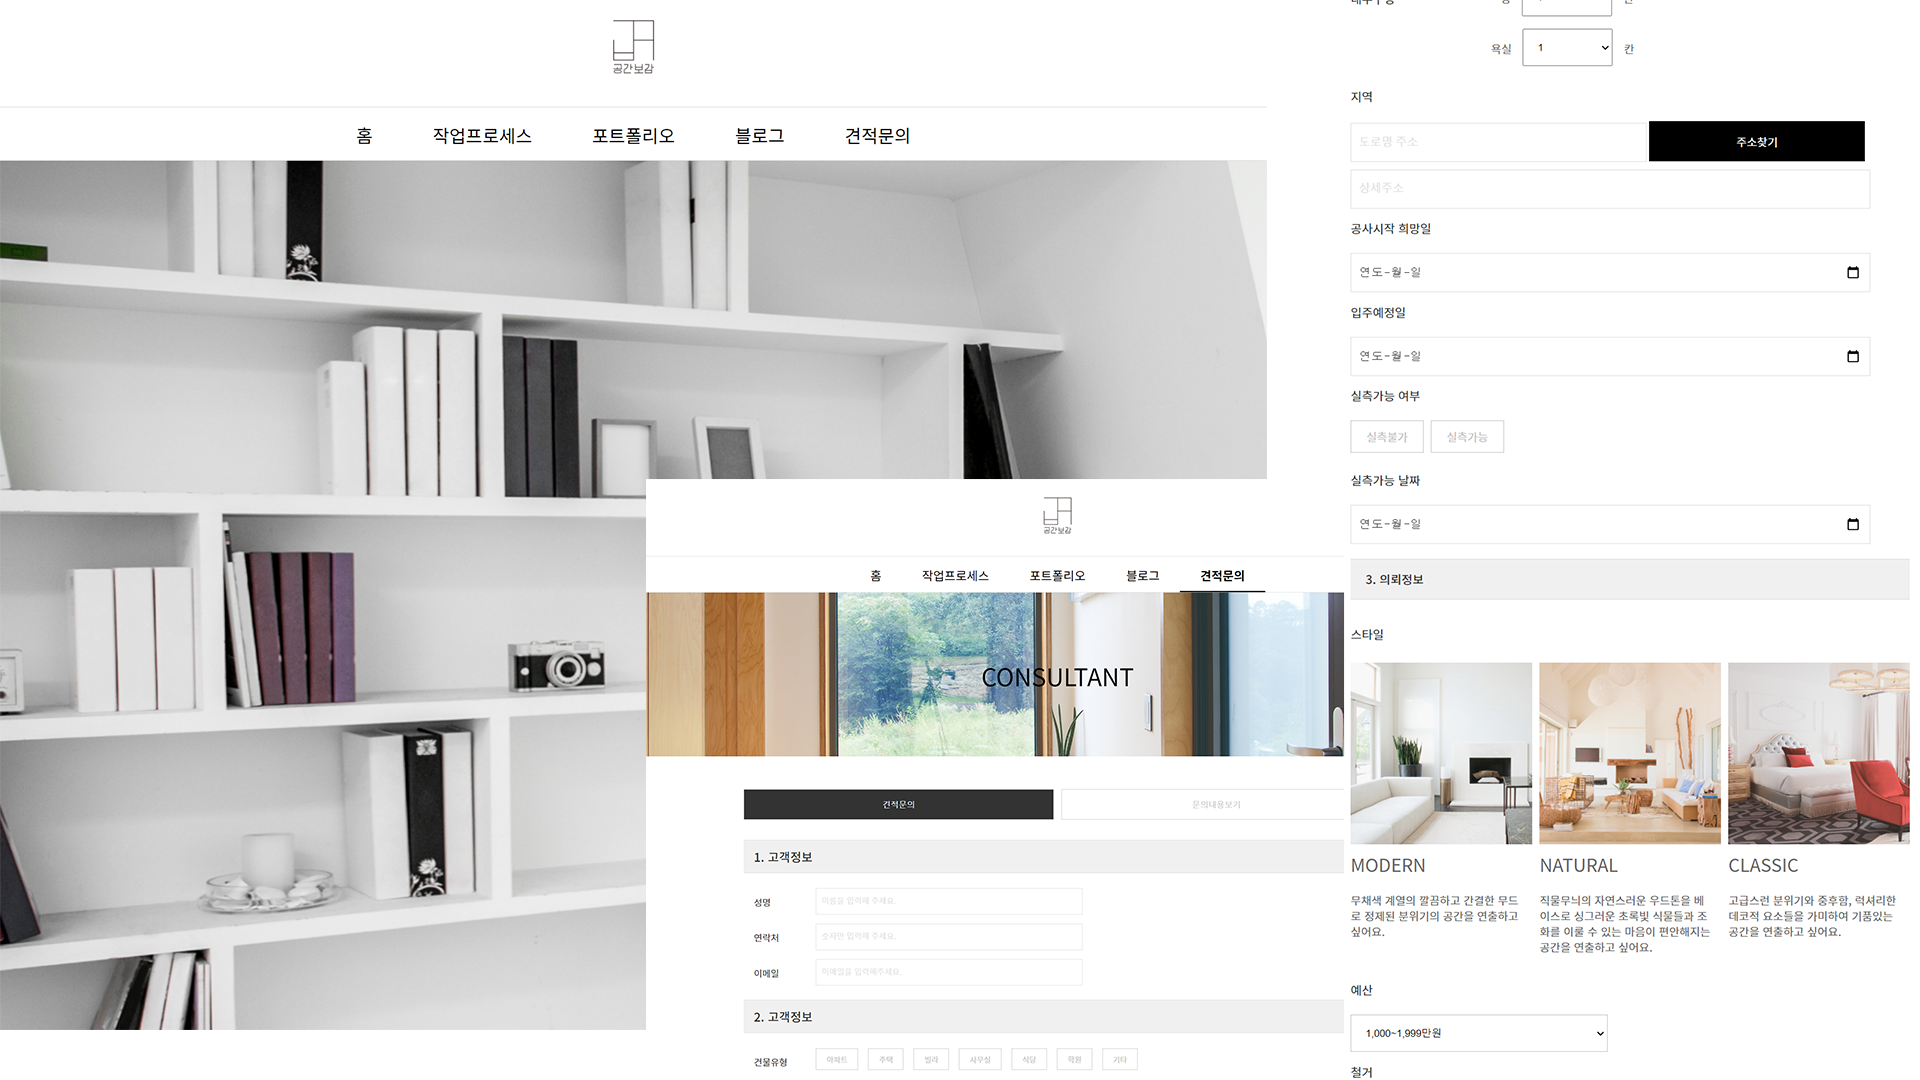 공간보감
홈 작업프로세스 포트폴리오 블로그 견적문의
공간보감
홈 작업프로세스 포트폴리오 블로그 견적문의
CONSULTANT
견적문의 문의내용보기
1. 고객정보
성명 이름을 입력해 주세요.
연락처 숫자만 입력해 주세요.
이메일 이메일을 입력해주세요.
2. 고객정보
건물유형 아파트 주택 빌라 사무실 식당 학원 기타
욕실 1 칸
지역
도로명 주소 주소찾기
상세주소
공사시작 희망일
연도-월-일
입주예정일
연도-월-일
실측가능 여부
실측불가 실측가능
실측가능 날짜
연도-월-일
3. 의뢰정보
스타일
MODERN
무채색 계열의 깔끔하고 간결한 무드
로 정제된 분위기의 공간을 연출하고
싶어요.
NATURAL
직물무늬의 자연스러운 우드톤을 베
이스로 싱그러운 초록빛 식물들과 조
화를 이룰 수 있는 마음이 편안해지는
공간을 연출하고 싶어요.
CLASSIC
고급스런 분위기와 중후함, 럭셔리한
데코적 요소들을 가미하여 기품있는
공간을 연출하고 싶어요.
예산
1,000~1,999만원
철거